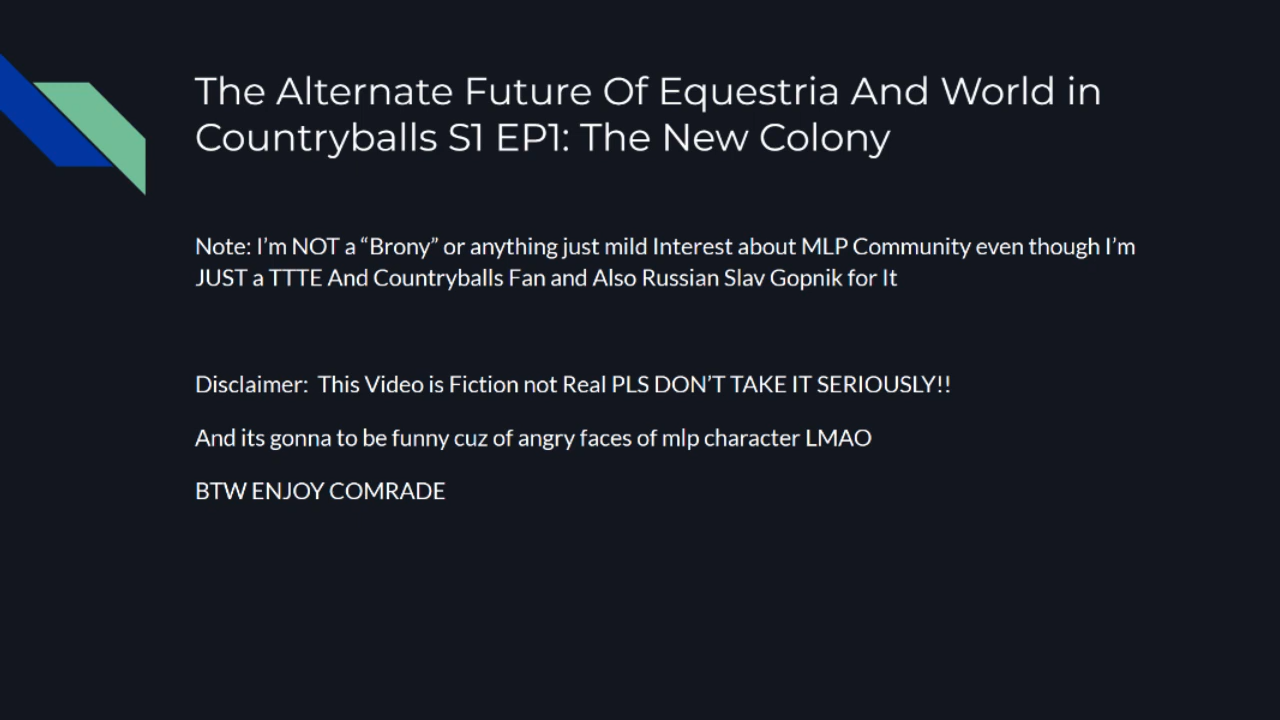 The Alternate Future Of Equestria And World in
Countryballs S1 EP1: The New Colony
Note: I’m NOT a “Brony” or anything just mild Interest about MLP Community even though I’m
JUST a TTTE And Countryballs Fan and Also Russian Slav Gopnik for It
Disclaimer:  This Video is Fiction not Real PLS DON’T TAKE IT SERIOUSLY!!
And its gonna to be funny cuz of angry faces of mlp character LMAO
BTW ENJOY COMRADE